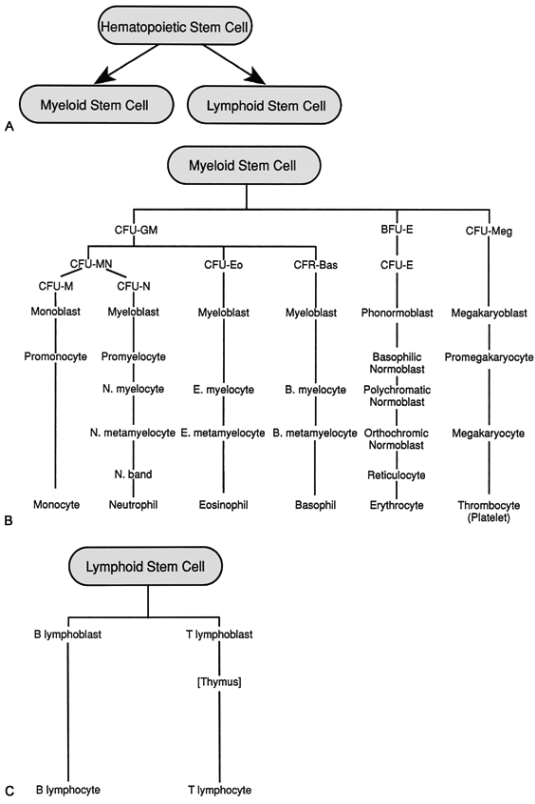 Hematopoietic Stem Cell
Myeloid Stem Cell
Lymphoid Stem Cell
A
Myeloid Stem Cell
CFU-GM
BFU-E
CFU-Meg
CFU-MN
CFU-Eo
CFR-Bas
CFU-E
CFU-M
CFU-N
Monoblast
Myeloblast
Myeloblast
Myeloblast
Phonormoblast
Megakaryoblast
Promonocyte
Promyelocyte
Basophilic
Normoblast
Promegakaryocyte
N. myelocyte
E. myelocyte
B. myelocyte
Polychromatic
Normoblast
N. metamyelocyte
E. metamyelocyte
B. metamyelocyte
Orthochromic
Normoblast
Megakaryocyte
N. band
Reticulocyte
Monocyte
Neutrophil
Eosinophil
Basophil
Erythrocyte
Thrombocyte
(Platelet)
B
Lymphoid Stem Cell
B lymphoblast
T lymphoblast
[Thymus]
B lymphocyte
T lymphocyte
C